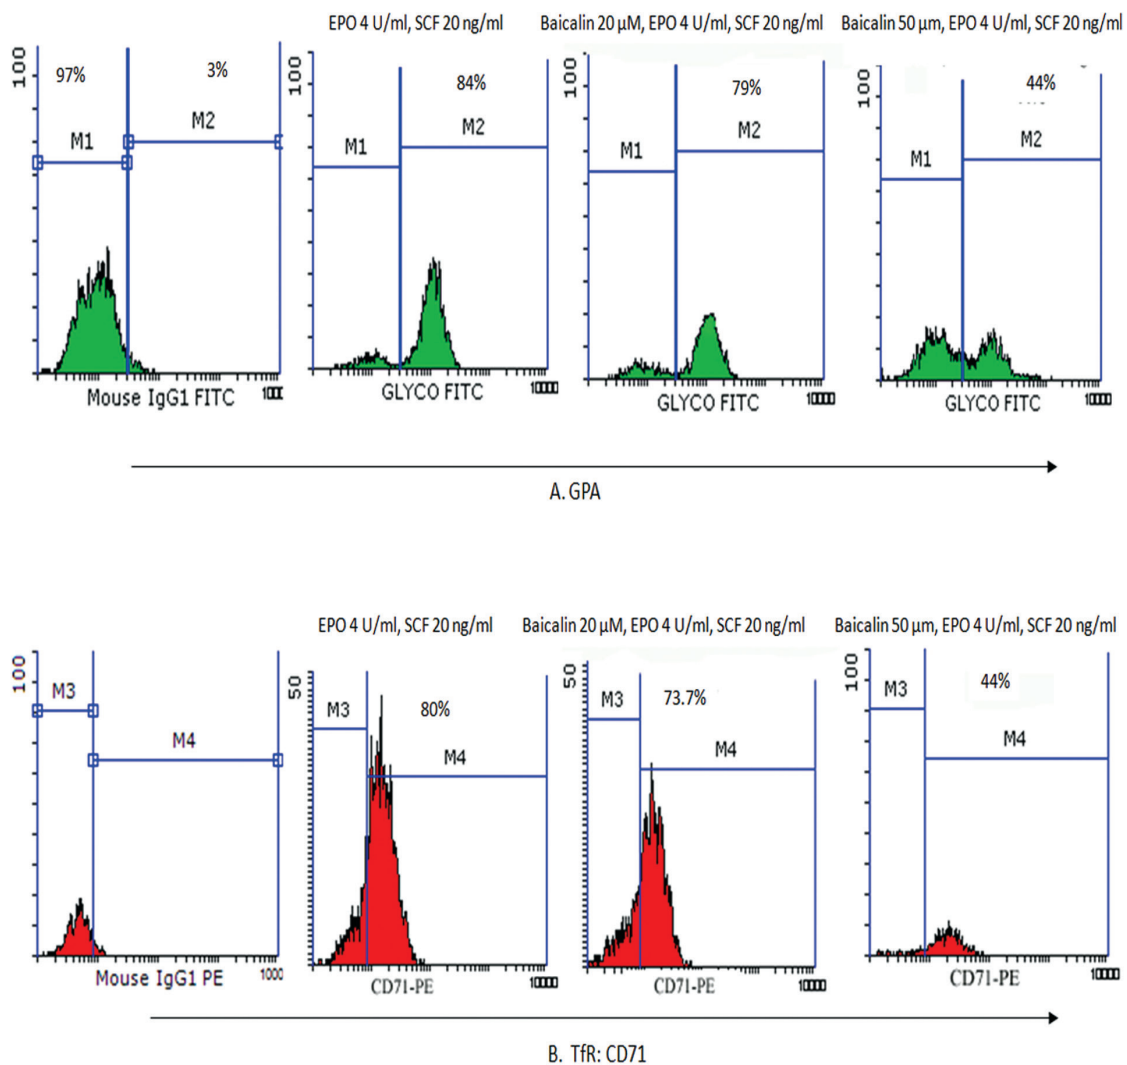 EPO 4 U/ml, SCF 20 ng/ml
Baicalin 20 µM, EPO 4 U/ml, SCF 20 ng/ml
Baicalin 50 µm, EPO 4 U/ml, SCF 20 ng/ml
100
97%
3%
M1
M2
Mouse IgG1 FITC
100
84%
M1
M2
GLYCO FITC
10000
100
79%
M1
M2
GLYCO FITC
10000
100
44%
M1
M2
GLYCO FITC
10000
A. GPA
EPO 4 U/ml, SCF 20 ng/ml
Baicalin 20 µM, EPO 4 U/ml, SCF 20 ng/ml
Baicalin 50 µm, EPO 4 U/ml, SCF 20 ng/ml
100
M3
M4
Mouse IgG1 PE
1000
50
M3
80%
M4
CD71-PE
10000
50
M3
73.7%
M4
CD71-PE
10000
100
M3
44%
M4
CD71-PE
10000
B. TfR: CD71